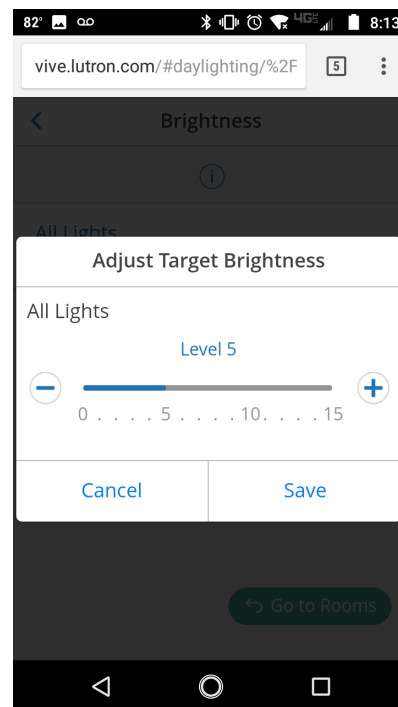 82° 4G 8:13
vive.lutron.com/#daylighting/%2F 5
Brightness
i
All Lights
Adjust Target Brightness
All Lights
Level 5
0 . . . . 5 . . . . 10. . . . 15
Cancel Save
Go to Rooms